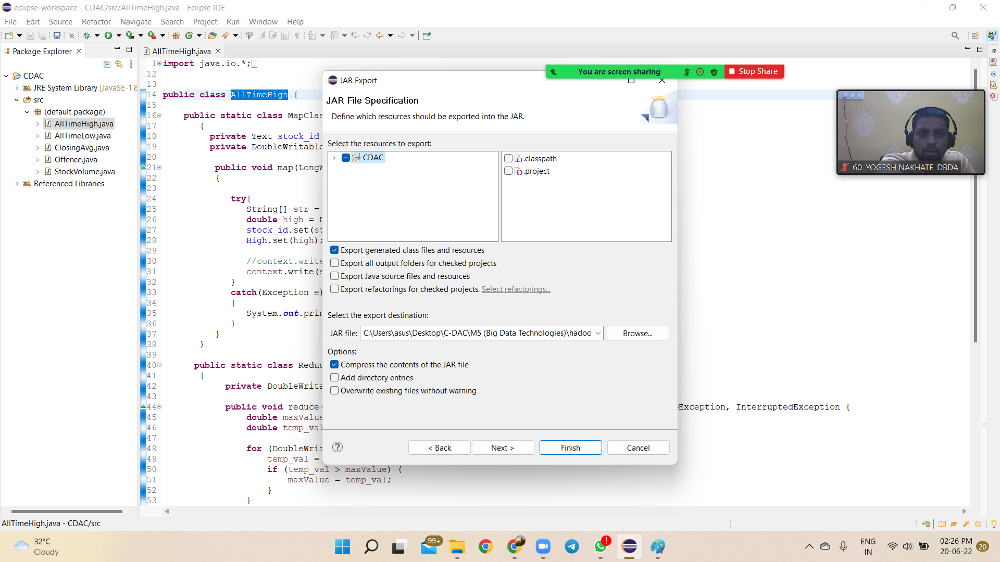 eclipse-workspace - CDAC/src/AllTimeHigh.java - Eclipse IDE
File Edit Source Refactor Navigate Search Project Run Window Help
Package Explorer
AllTimeHigh.java
CDAC
JRE System Library [JavaSE-1.8
src
(default package)
AllTimeHigh.java
AllTimeLow.java
ClosingAvg.java
Offence.java
StockVolume.java
Referenced Libraries
1 import java.io.*;
12
13
14 public class AllTimeHigh {
15
16 public static class MapClas
17 {
18 private Text stock_id
19 private DoubleWritable
20
21 public void map(LongW
22 {
23
24 try{
25 String[] str =
26 double high = D
27 stock_id.set(st
28 High.set(high);
29
30 //context.write
31 context.write(s
32 }
33 catch(Exception e)
34 {
35 System.out.prin
36 }
37 }
38 }
39
40 public static class Reduc
41 {
42 private DoubleWrita
43
44 public void reduce( Exception, InterruptedException {
45 double maxValue
46 double temp_val
47
48 for (DoubleWrit
49 temp_val =
50 if (temp_val > maxValue) {
51 maxValue = temp_val;
52 }
53 }
You are screen sharing
Stop Share
60_YOGESH NAKHATE_DBDA
JAR Export
JAR File Specification
Define which resources should be exported into the JAR.
Select the resources to export:
CDAC
.classpath
.project
Export generated class files and resources
Export all output folders for checked projects
Export Java source files and resources
Export refactorings for checked projects. Select refactorings...
Select the export destination:
JAR file: C:\Users\asus\Desktop\C-DAC\M5 (Big Data Technologies)\hadoo Browse...
Options:
Compress the contents of the JAR file
Add directory entries
Overwrite existing files without warning
< Back Next > Finish Cancel
AllTimeHigh.java - CDAC/src
32°C
Cloudy
99+
ENG
IN
02:26 PM
20-06-22
20